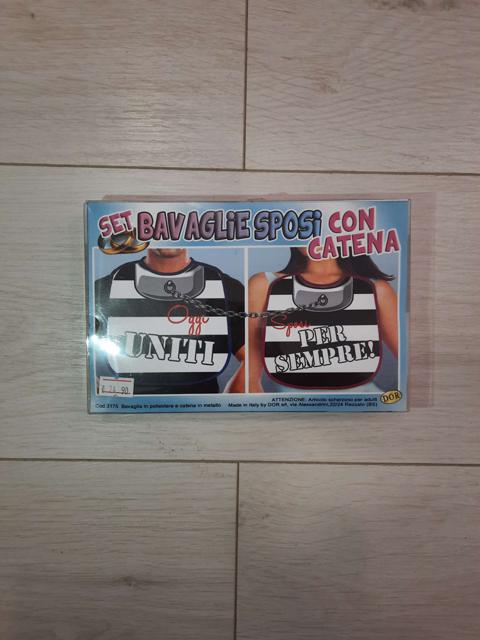 SET BAVAGLIE SPOSI CON
CATENA
Oggi
UNITI
Sposi
PER
SEMPRE!
Cod 3175 Bavaglia in poliestere e catena in metallo
ATTENZIONE: Articolo scherzoso per adulti
Made in Italy by DOR srl, via Alessandrini, 22/24 Rezzato (BS)
DOR